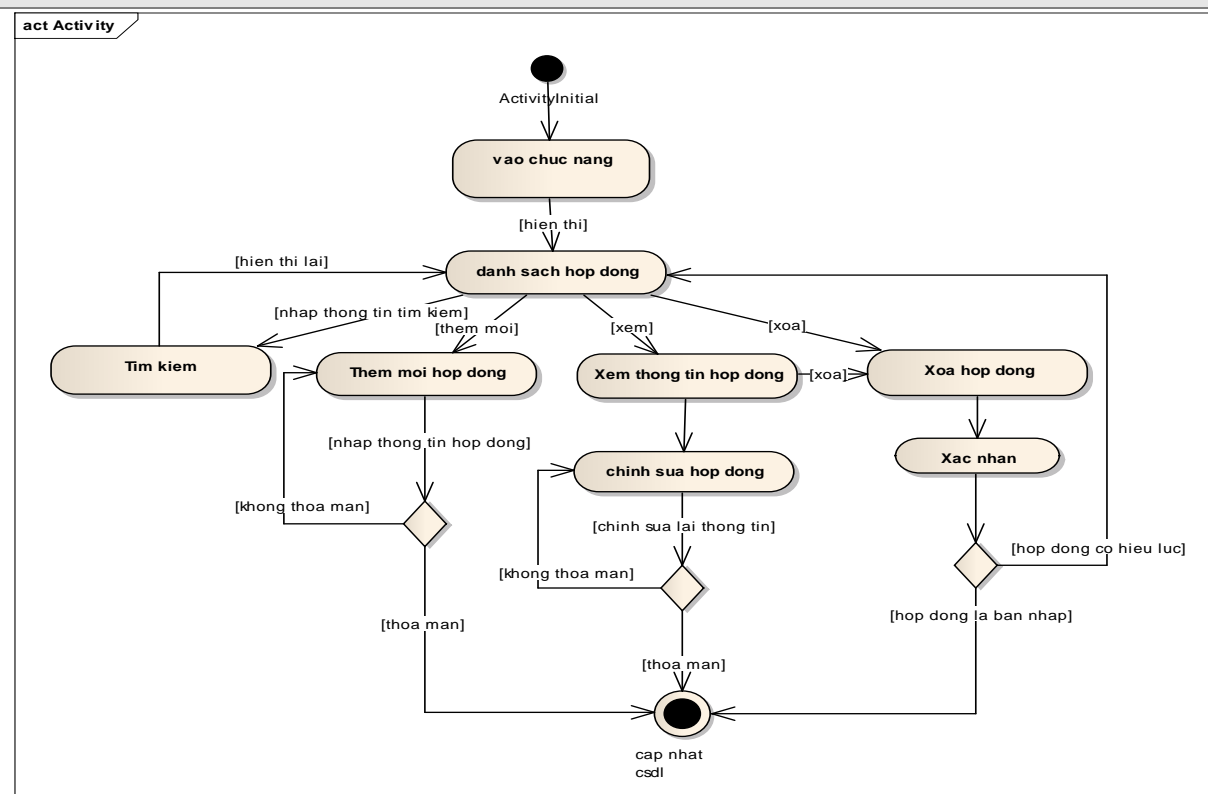 act Activity
ActivityInitial
vao chuc nang
[hien thi]
[hien thi lai]
danh sach hop dong
[nhap thong tin tim kiem]
[them moi]
[xem]
[xoa]
Tim kiem
Them moi hop dong
Xem thong tin hop dong
[xoa]
Xoa hop dong
[nhap thong tin hop dong]
Xac nhan
chinh sua hop dong
[khong thoa man]
[chinh sua lai thong tin]
[hop dong co hieu luc]
[khong thoa man]
[hop dong la ban nhap]
[thoa man]
[thoa man]
cap nhat
csdl